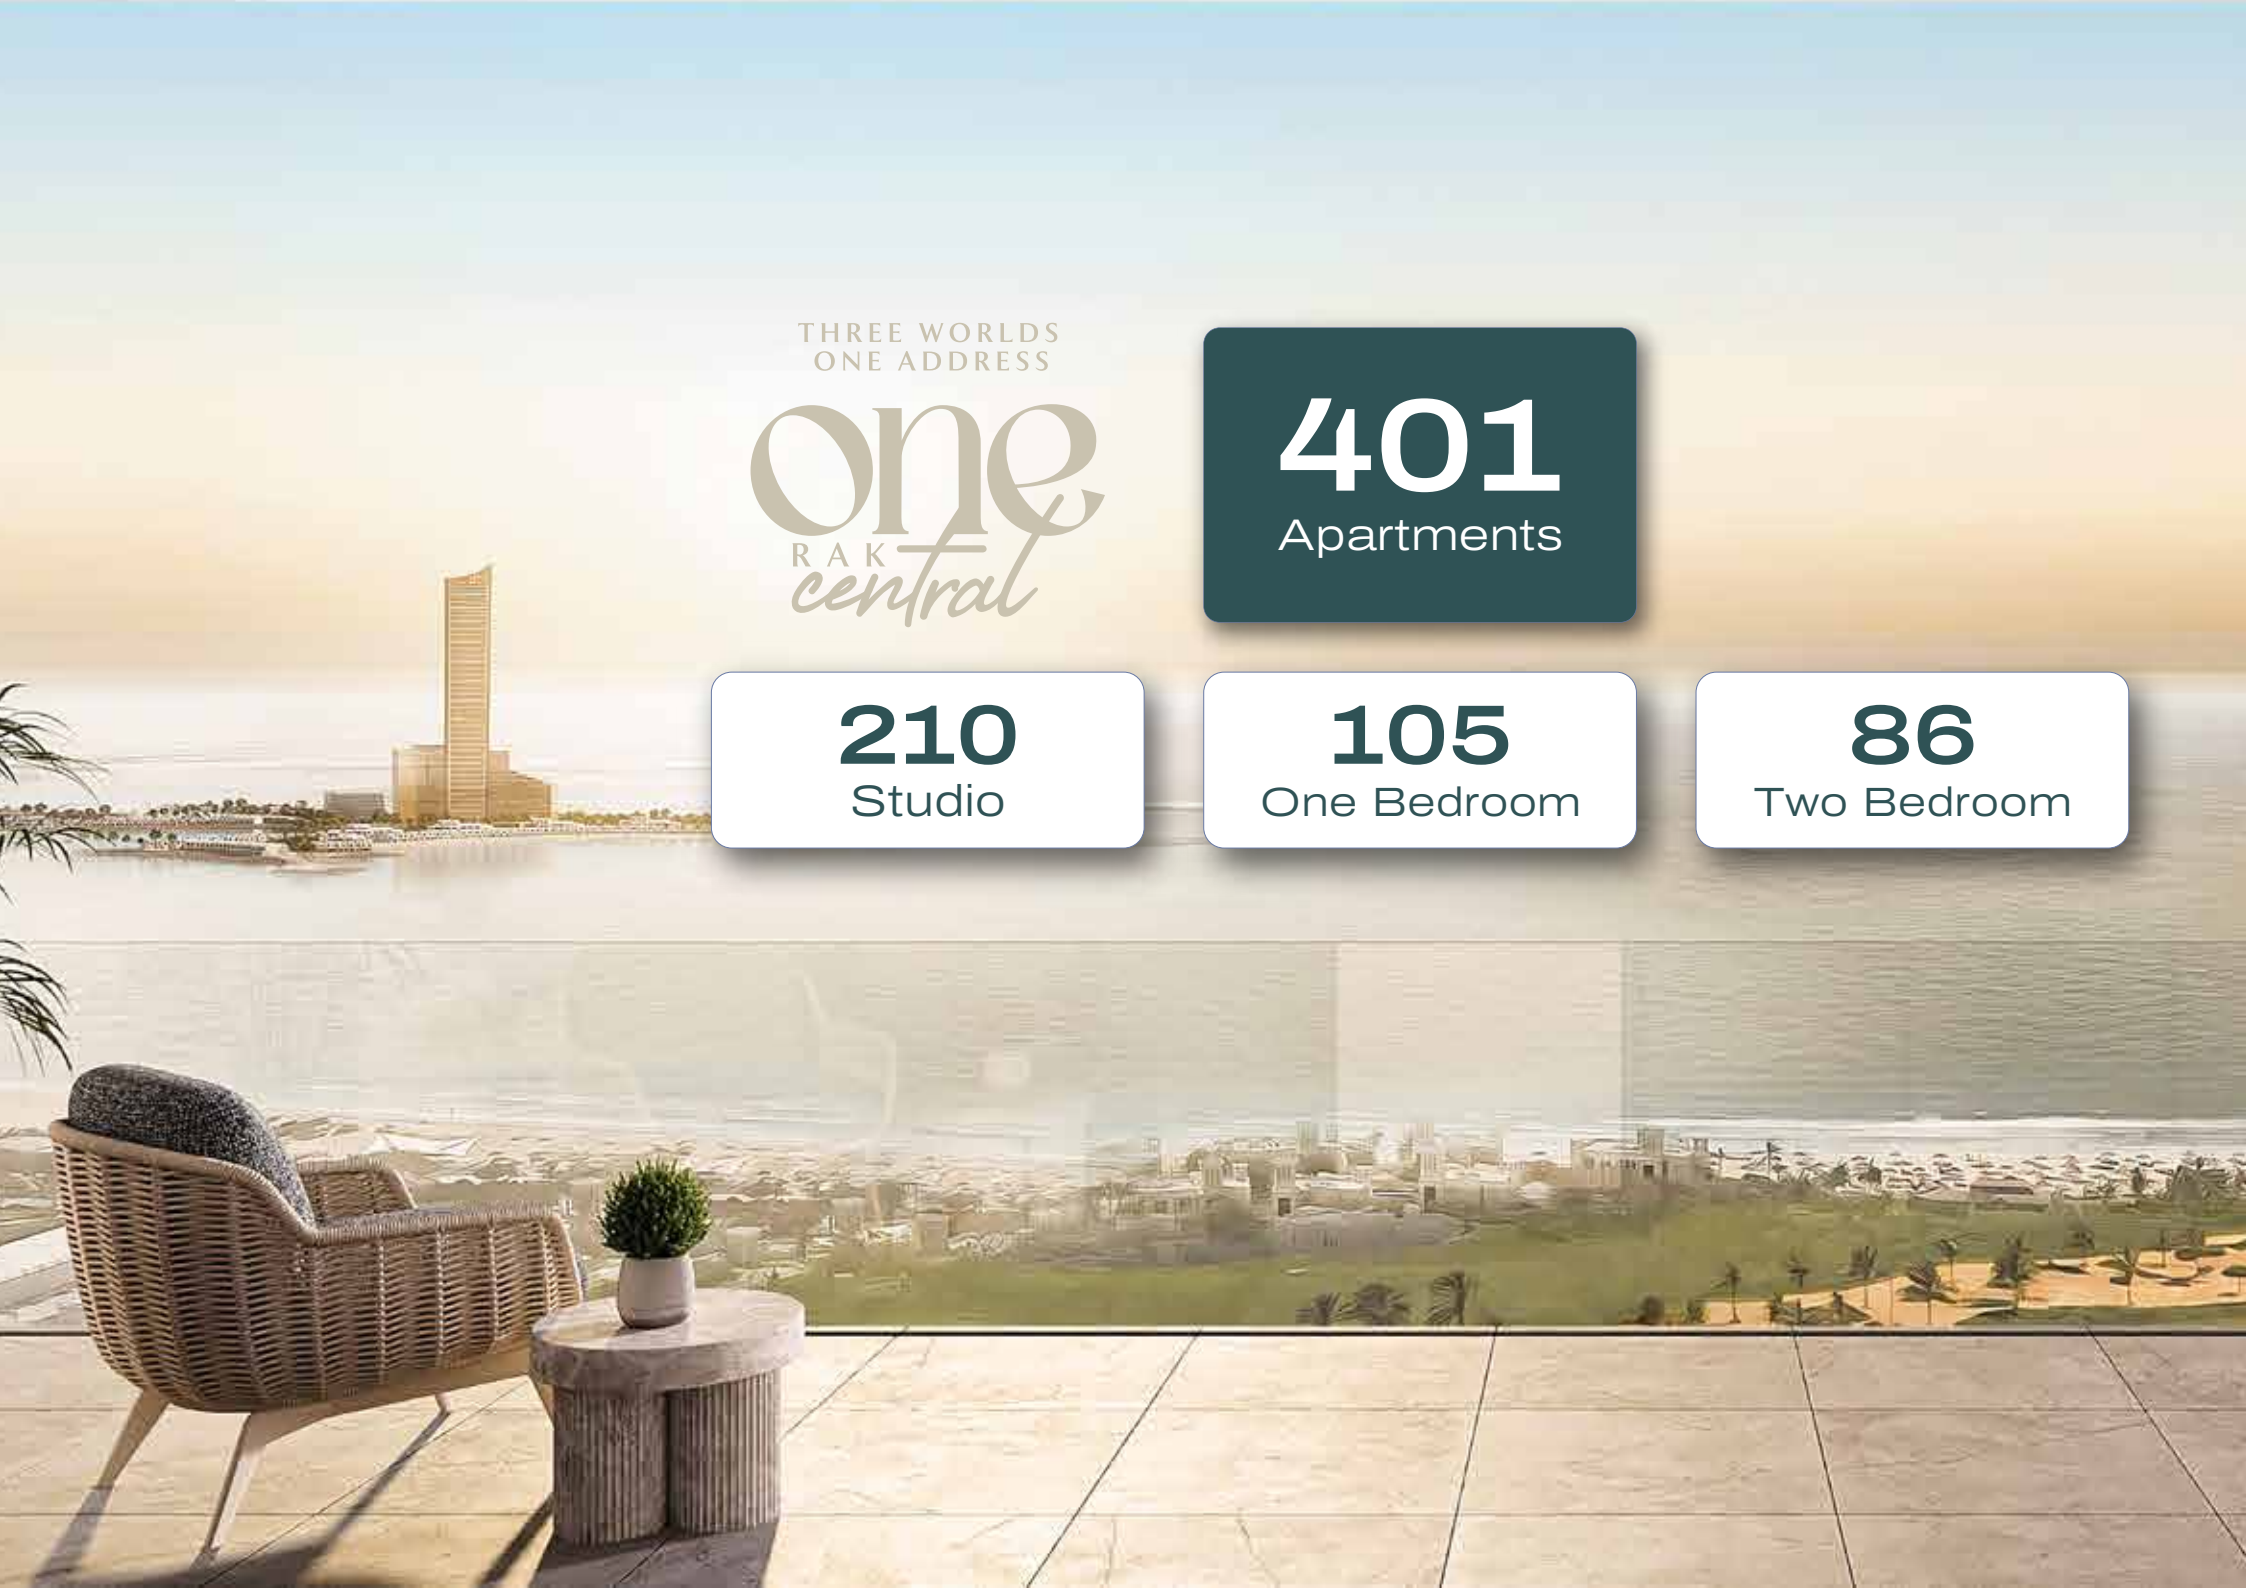 THREE WORLDS
ONE ADDRESS
one
RAK
central
401
Apartments
210
Studio
105
One Bedroom
86
Two Bedroom